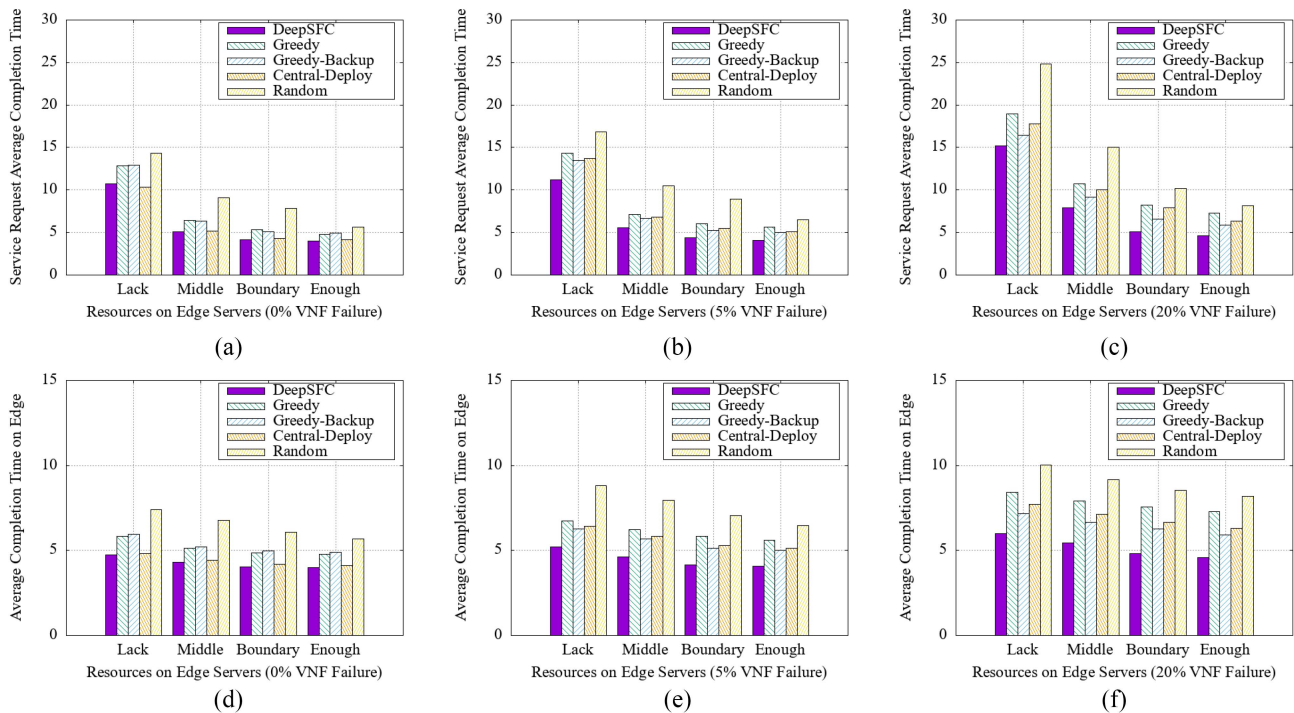 Service Request Average Completion Time
30
25
20
15
10
5
0
DeepSFC
Greedy
Greedy-Backup
Central-Deploy
Random
Lack Middle Boundary Enough
Resources on Edge Servers (0% VNF Failure)
(a)
Service Request Average Completion Time
30
25
20
15
10
5
0
DeepSFC
Greedy
Greedy-Backup
Central-Deploy
Random
Lack Middle Boundary Enough
Resources on Edge Servers (5% VNF Failure)
(b)
Service Request Average Completion Time
30
25
20
15
10
5
0
DeepSFC
Greedy
Greedy-Backup
Central-Deploy
Random
Lack Middle Boundary Enough
Resources on Edge Servers (20% VNF Failure)
(c)
Average Completion Time on Edge
15
10
5
0
DeepSFC
Greedy
Greedy-Backup
Central-Deploy
Random
Lack Middle Boundary Enough
Resources on Edge Servers (0% VNF Failure)
(d)
Average Completion Time on Edge
15
10
5
0
DeepSFC
Greedy
Greedy-Backup
Central-Deploy
Random
Lack Middle Boundary Enough
Resources on Edge Servers (5% VNF Failure)
(e)
Average Completion Time on Edge
15
10
5
0
DeepSFC
Greedy
Greedy-Backup
Central-Deploy
Random
Lack Middle Boundary Enough
Resources on Edge Servers (20% VNF Failure)
(f)